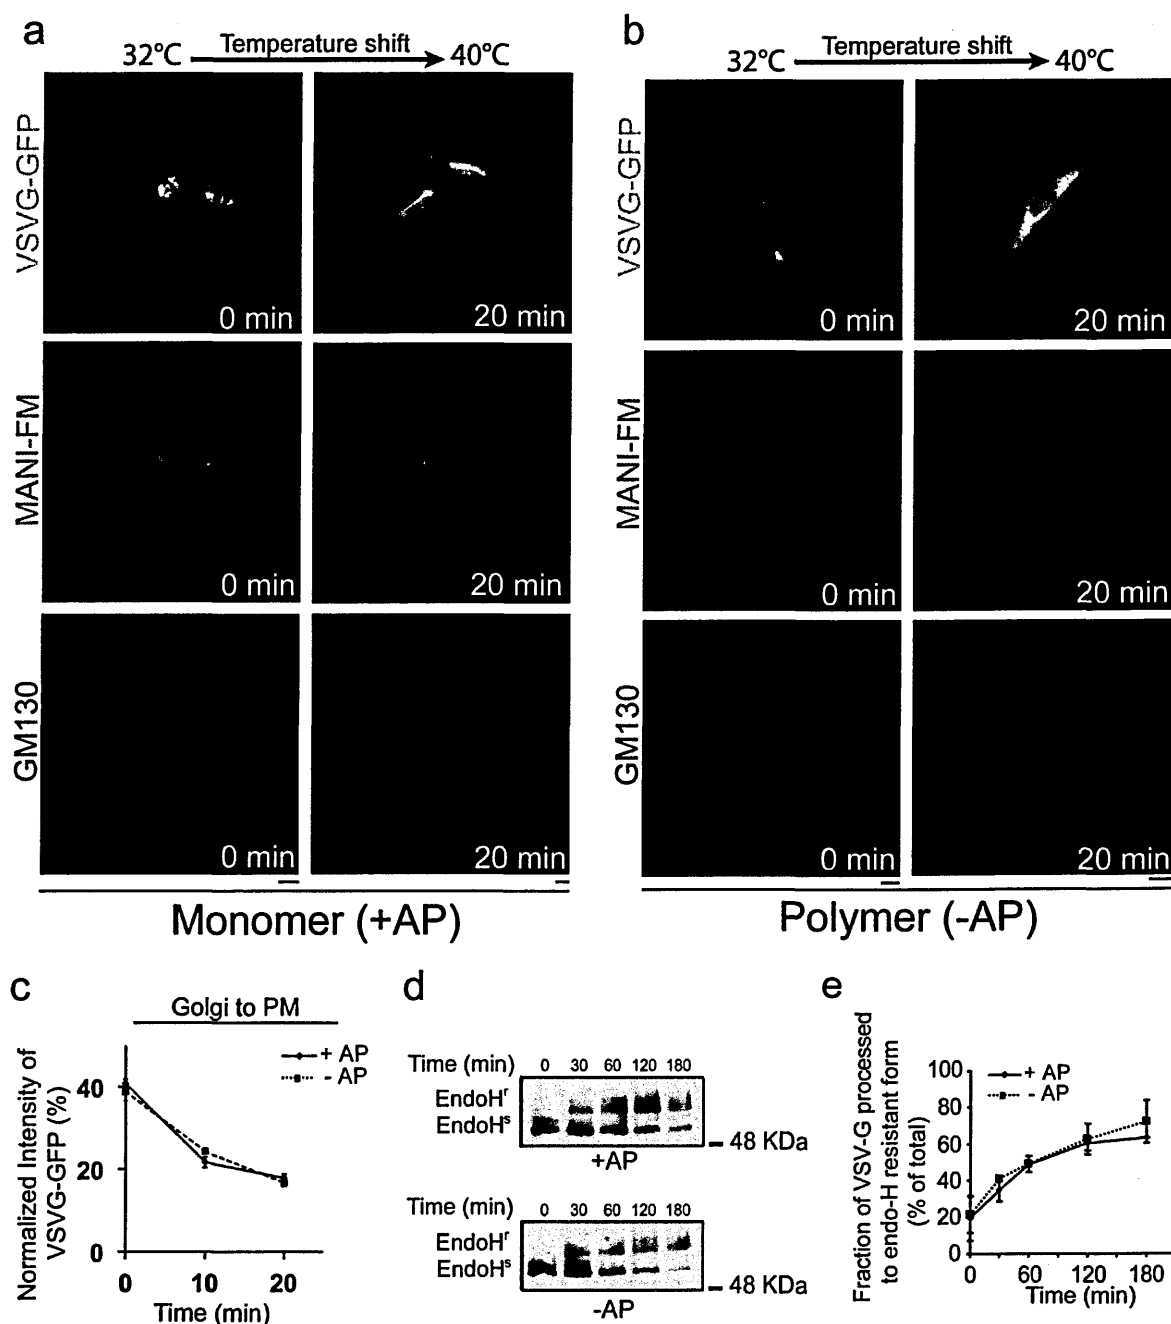 a
Temperature shift
32°C 40°C
VSVG-GFP
0 min
20 min
MANI-FM
0 min
20 min
GM130
0 min
20 min
Monomer (+AP)
b
Temperature shift
32°C 40°C
VSVG-GFP
0 min
20 min
MANI-FM
0 min
20 min
GM130
0 min
20 min
Polymer (-AP)
c
Golgi to PM
+ AP
- AP
Normalized Intensity of
VSVG-GFP (%)
40
20
0
0 10 20
Time (min)
d
Time (min) 0 30 60 120 180
EndoHʳ
EndoHˢ
48 KDa
+AP
Time (min) 0 30 60 120 180
EndoHʳ
EndoHˢ
48 KDa
-AP
e
+ AP
- AP
Fraction of VSV-G processed
to endo-H resistant form
(% of total)
100
80
60
40
20
0
0 60 120 180
Time (min)